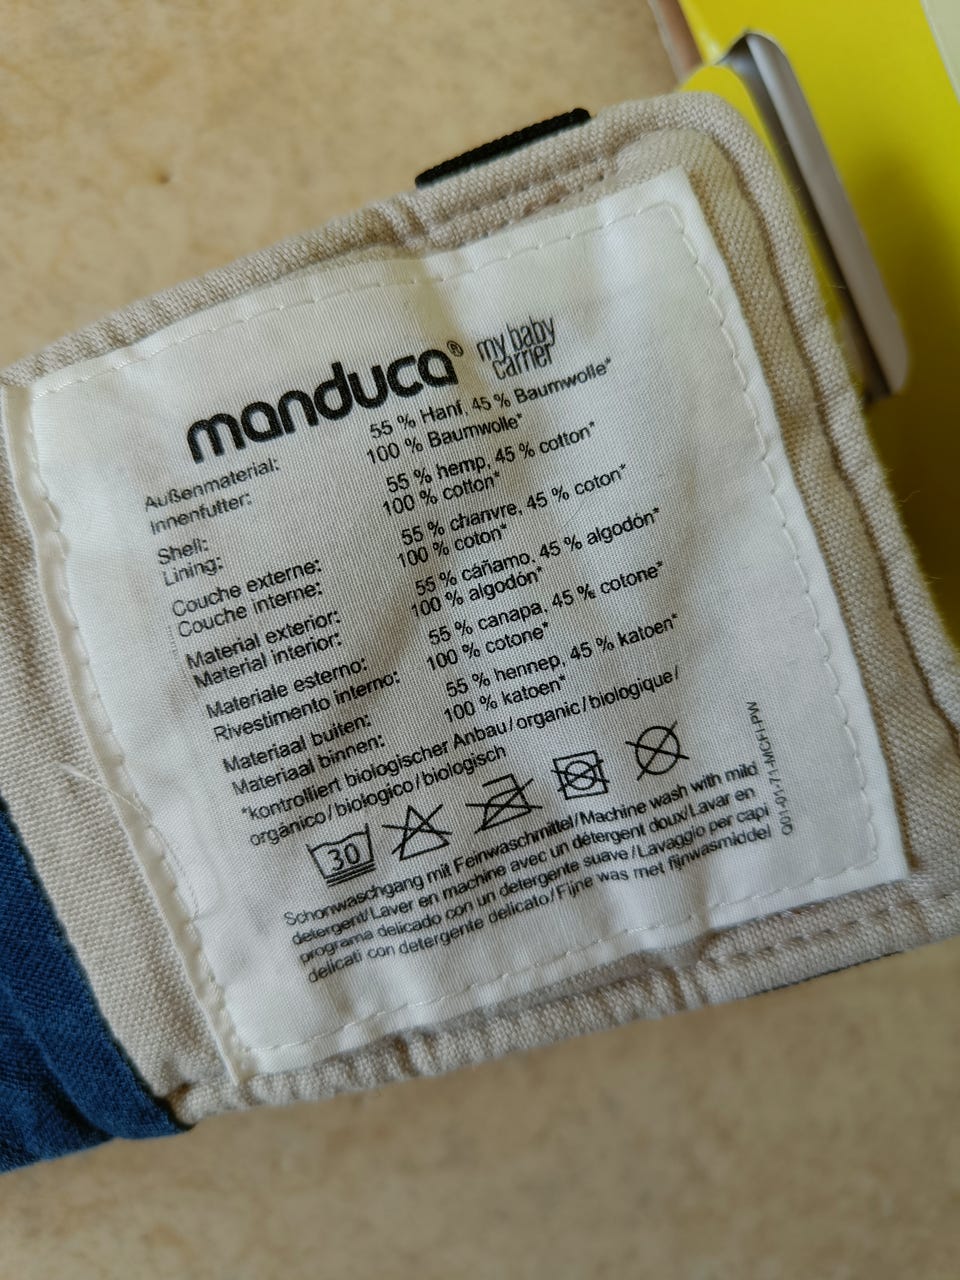 manduca® my baby carrier
Außenmaterial: 55 % Hanf, 45 % Baumwolle*
Innenfutter: 100 % Baumwolle*
Shell: 55 % hemp, 45 % cotton*
Lining: 100 % cotton*
Couche externe: 55 % chanvre, 45 % coton*
Couche interne: 100 % coton*
Material exterior: 55 % cáñamo, 45 % algodón*
Material interior: 100 % algodón*
Materiale esterno: 55 % canapa, 45 % cotone*
Rivestimento interno: 100 % cotone*
Materiaal buiten: 55 % hennep, 45 % katoen*
Materiaal binnen: 100 % katoen*
*kontrolliert biologischer Anbau / organic / biologique /
orgánico / biologico / biologisch
30
Schonwaschgang mit Feinwaschmittel/Machine wash with mild
detergent/Laver en machine avec un détergent doux/Lavar en
programa delicado con un detergente suave/Lavaggio per capi
delicati con detergente delicato/Fijne was met fijnwasmiddel
Q01-01-71-MCFI-PW